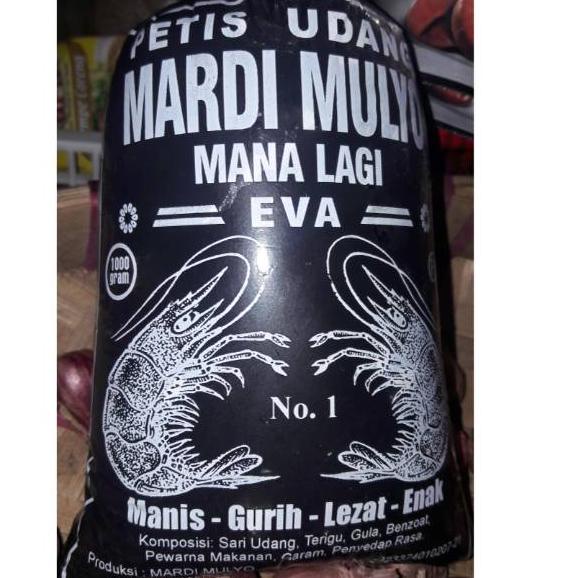 PETIS UDANG
MARDI MULYO
MANA LAGI
EVA
1000
gram
No. 1
Manis - Gurih - Lezat - Enak
Komposisi: Sari Udang, Terigu, Gula, Benzoat,
Pewarna Makanan, Garam, Penyedap Rasa.
Produksi : MARDI MULYO